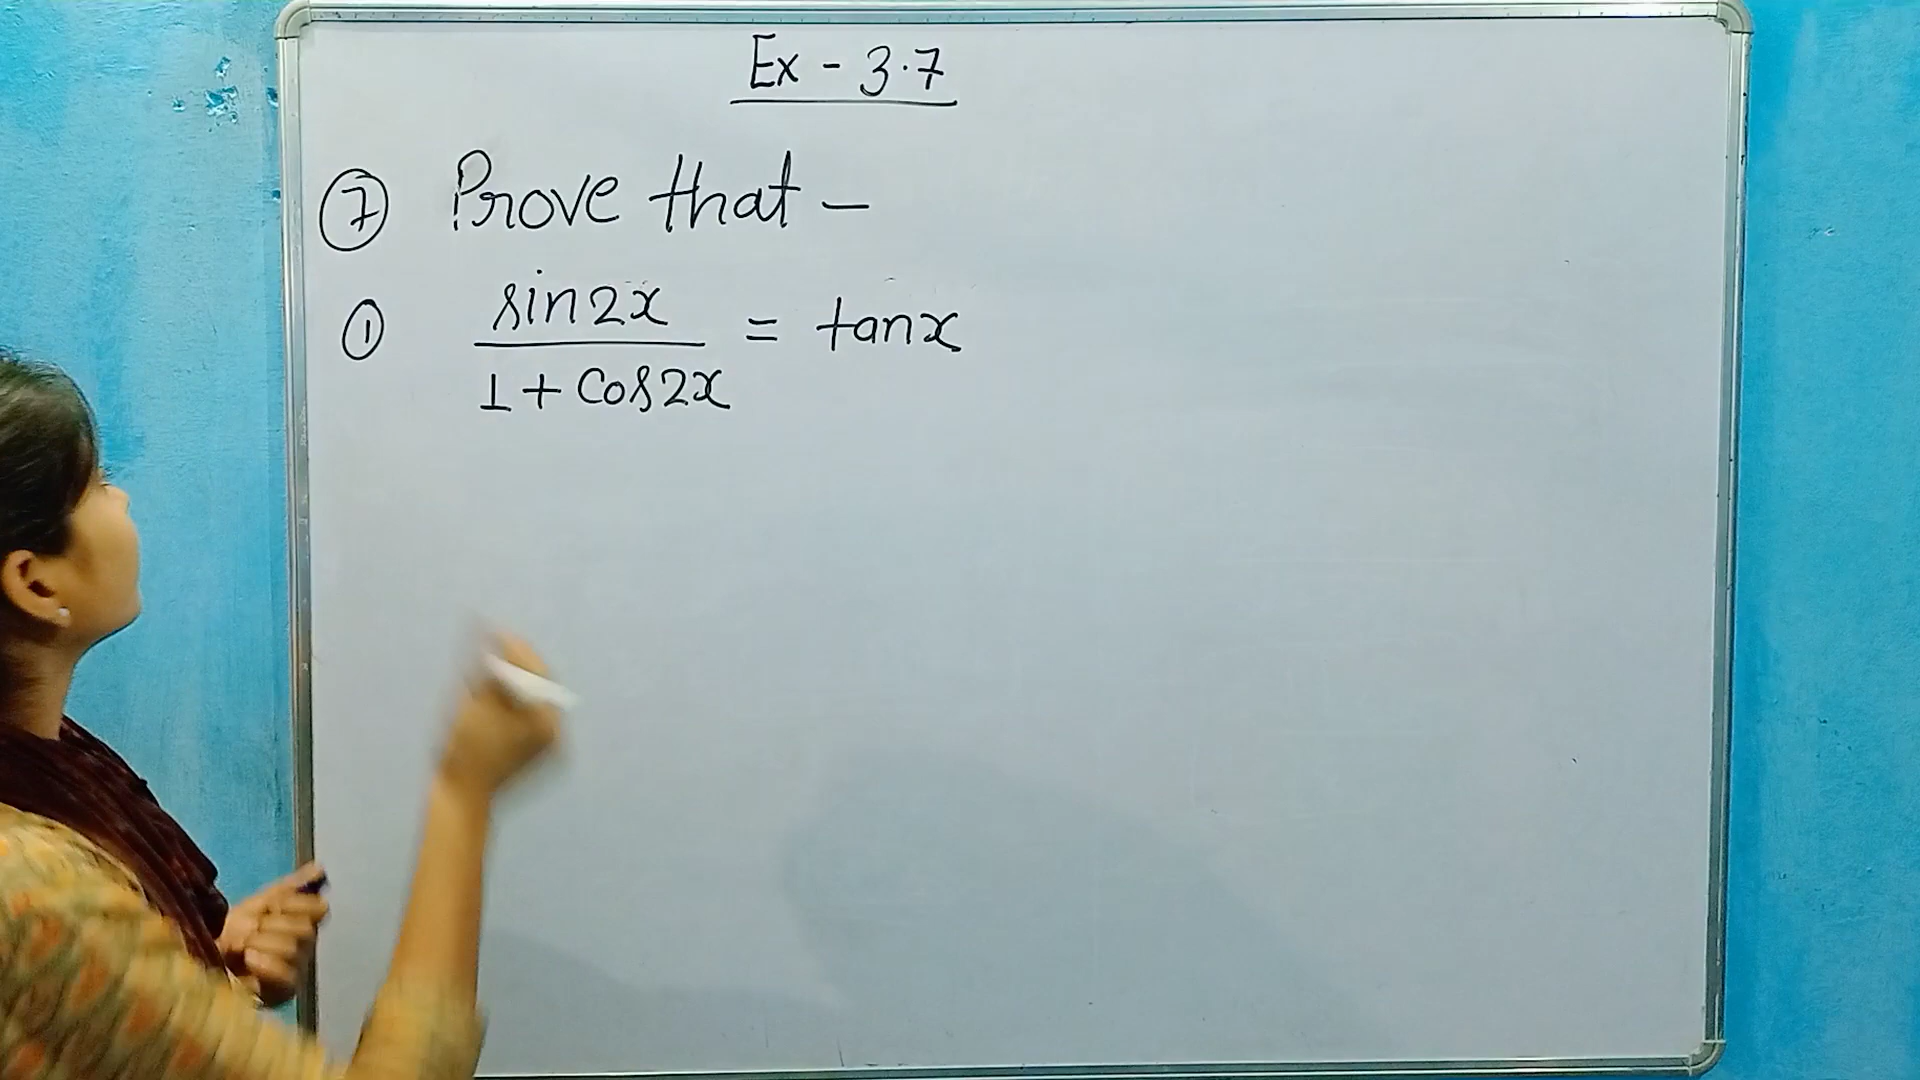 Ex - 3.7
7 Prove that -
1 sin2x / 1 + cos2x = tanx